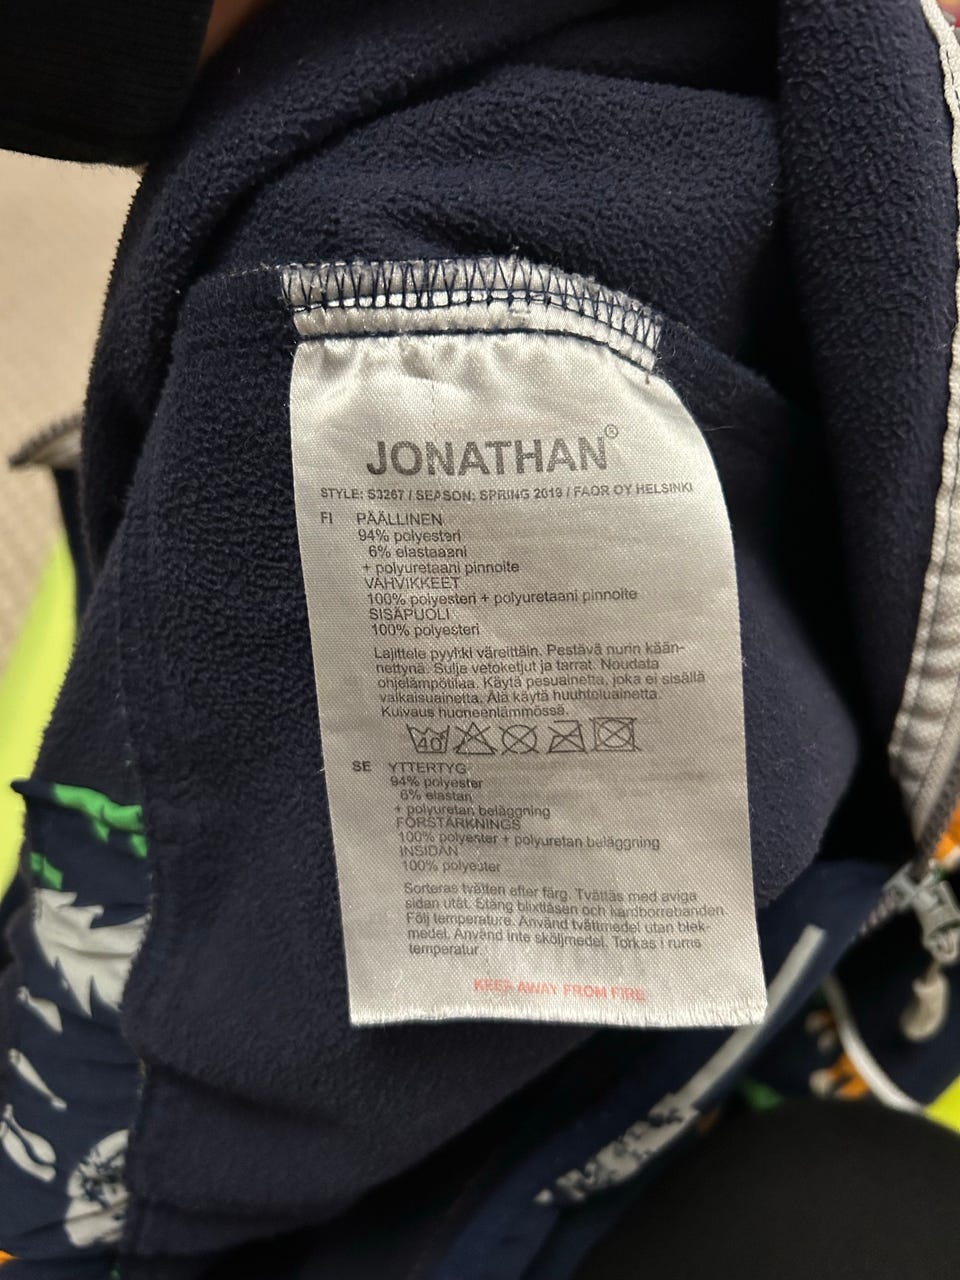 JONATHAN®
STYLE: S3267 / SEASON: SPRING 2019 / FAOR OY HELSINKI
FI PÄÄLLINEN
94% polyesteri
6% elastaaani
+ polyuretaani pinnoite
VAHVIKKEET
100% polyesteri + polyuretaani pinnoite
SISÄPUOLI
100% polyesteri
Lajittele pyykki väreittäin. Pestävä nurin kään-
nettynä. Sulje vetoketjut ja tarrat. Noudata
ohjelämpötilaa. Käytä pesuainetta, joka ei sisällä
valkaisuainetta. Älä käytä huuhteluainetta.
Kuivaus huoneenlämmössä.
40
SE YTTERTYG
94% polyester
6% elastan
+ polyuretan beläggning
FÖRSTÄRKNINGS
100% polyester + polyuretan beläggning
INSIDAN
100% polyester
Sorteras tvätten efter färg. Tvättäs med aviga
sidan utåt. Stäng blixtlåsen och kardborrebanden.
Följ temperature. Använd tvättmedel utan blek-
medel. Använd inte sköljmedel. Torkas i rums
temperatur.
KEEP AWAY FROM FIRE